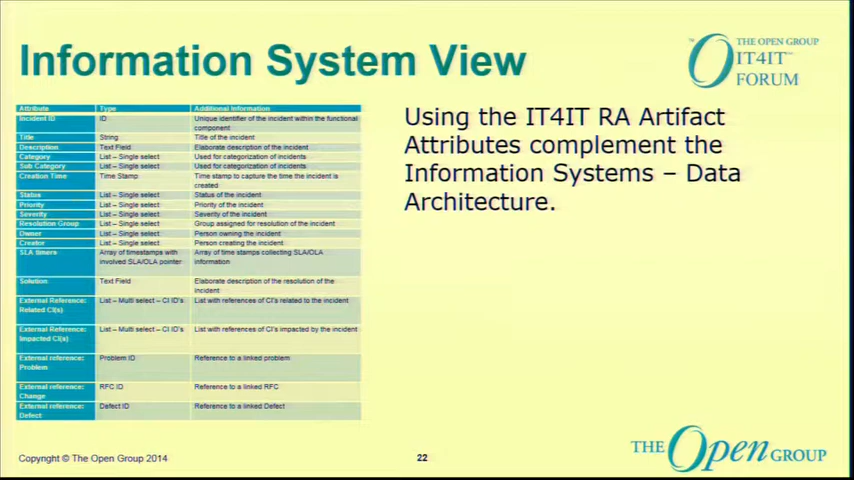 Information System View
™
THE OPEN GROUP
IT4IT™
FORUM
Attribute Type Additional Information
Incident ID ID Unique identifier of the incident within the functional
component
Title String Title of the incident
Description Text Field Elaborate description of the incident
Category List – Single select Used for categorization of incidents
Sub Category List – Single select Used for categorization of incidents
Creation Time Time Stamp Time stamp to capture the time the incident is
created
Status List – Single select Status of the incident
Priority List – Single select Priority of the incident
Severity List – Single select Severity of the incident
Resolution Group List – Single select Group assigned for resolution of the incident
Owner List – Single select Person owning the incident
Creator List – Single select Person creating the incident
SLA timers Array of timestamps with Array of time stamps collecting SLA/OLA
involved SLA/OLA pointer information
Solution Text Field Elaborate description of the resolution of the
incident
External Reference: List – Multi select – CI ID's List with references of CI's related to the incident
Related CI(s)
External Reference: List – Multi select – CI ID's List with references of CI's impacted by the incident
Impacted CI(s)
External reference: Problem ID Reference to a linked problem
Problem
External reference: RFC ID Reference to a linked RFC
Change
External reference: Defect ID Reference to a linked Defect
Defect
Using the IT4IT RA Artifact
Attributes complement the
Information Systems – Data
Architecture.
Copyright © The Open Group 2014
22
THE Open GROUP